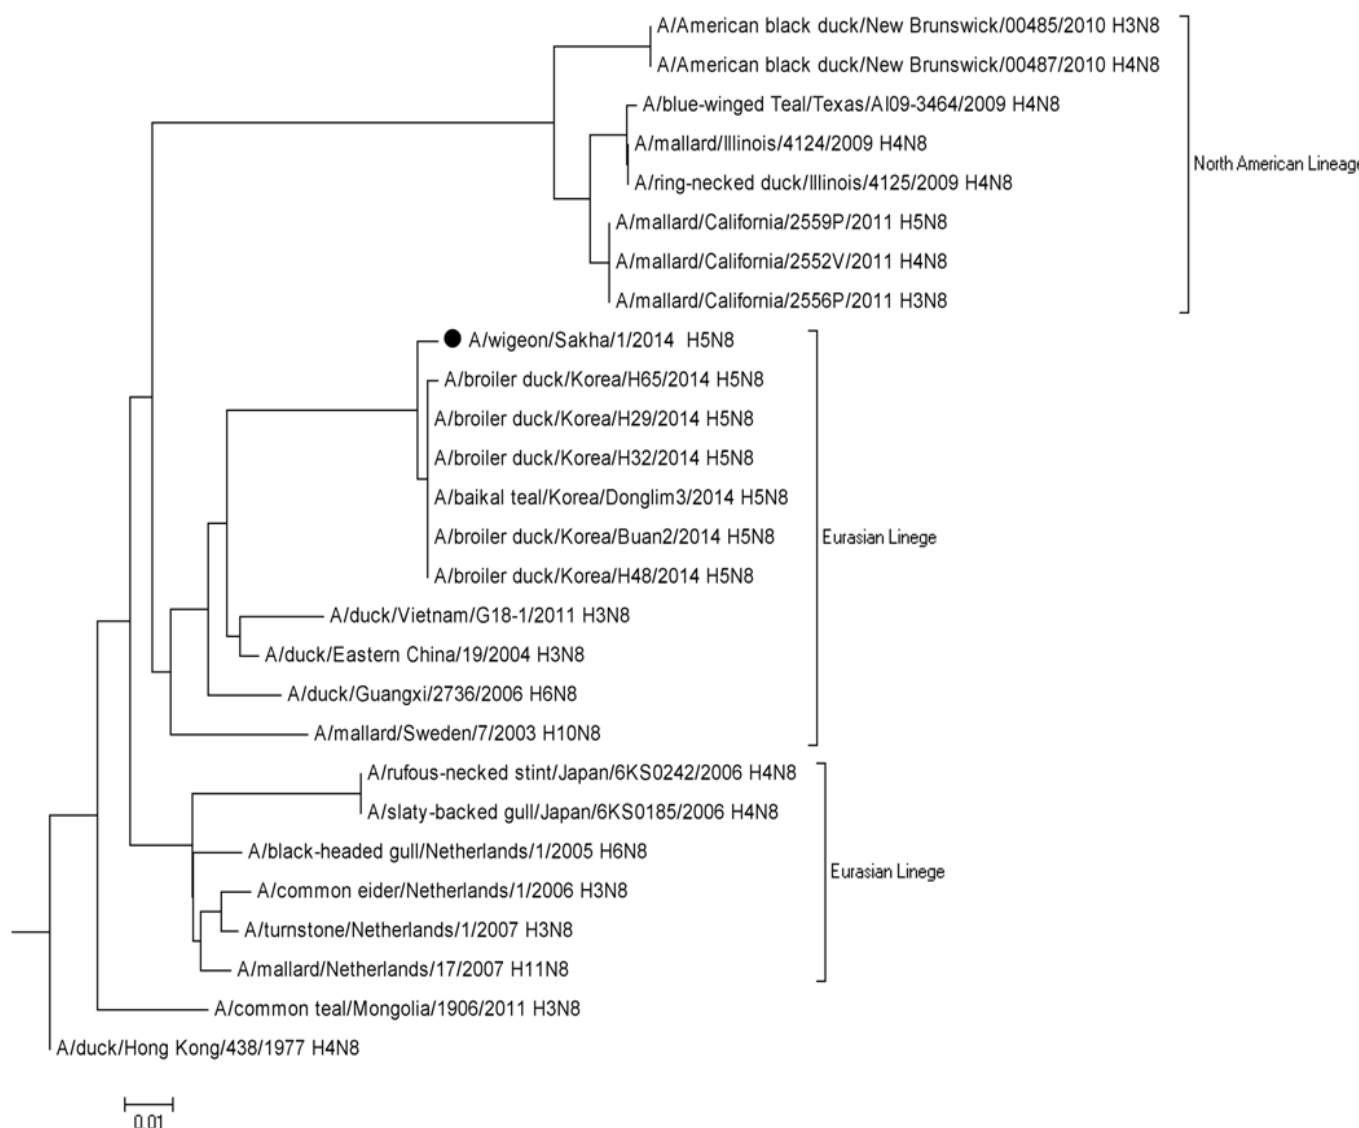 A/American black duck/New Brunswick/00485/2010 H3N8
A/American black duck/New Brunswick/00487/2010 H4N8
A/blue-winged Teal/Texas/AI09-3464/2009 H4N8
A/mallard/Illinois/4124/2009 H4N8
North American Lineage
A/ring-necked duck/Illinois/4125/2009 H4N8
A/mallard/California/2559P/2011 H5N8
A/mallard/California/2552V/2011 H4N8
A/mallard/California/2556P/2011 H3N8
A/wigeon/Sakha/1/2014 H5N8
A/broiler duck/Korea/H65/2014 H5N8
A/broiler duck/Korea/H29/2014 H5N8
A/broiler duck/Korea/H32/2014 H5N8
A/baikal teal/Korea/Donglim3/2014 H5N8
A/broiler duck/Korea/Buan2/2014 H5N8
Eurasian Linege
A/broiler duck/Korea/H48/2014 H5N8
A/duck/Vietnam/G18-1/2011 H3N8
A/duck/Eastern China/19/2004 H3N8
A/duck/Guangxi/2736/2006 H6N8
A/mallard/Sweden/7/2003 H10N8
A/rufous-necked stint/Japan/6KS0242/2006 H4N8
A/slaty-backed gull/Japan/6KS0185/2006 H4N8
A/black-headed gull/Netherlands/1/2005 H6N8
Eurasian Linege
A/common eider/Netherlands/1/2006 H3N8
A/turnstone/Netherlands/1/2007 H3N8
A/mallard/Netherlands/17/2007 H11N8
A/common teal/Mongolia/1906/2011 H3N8
A/duck/Hong Kong/438/1977 H4N8
0.01